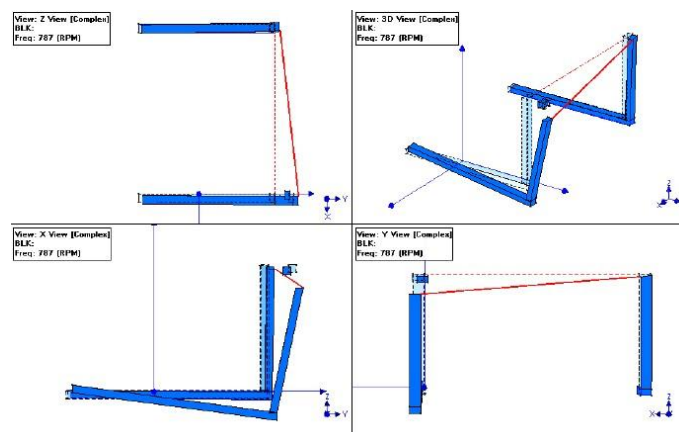 View: Z View [Complex]
BLK:
Freq: 787 (RPM)
View: 3D View [Complex]
BLK:
Freq: 787 (RPM)
Y
X
Z
X
View: X View [Complex]
BLK:
Freq: 787 (RPM)
View: Y View [Complex]
BLK:
Freq: 787 (RPM)
Z
Y
Z
X